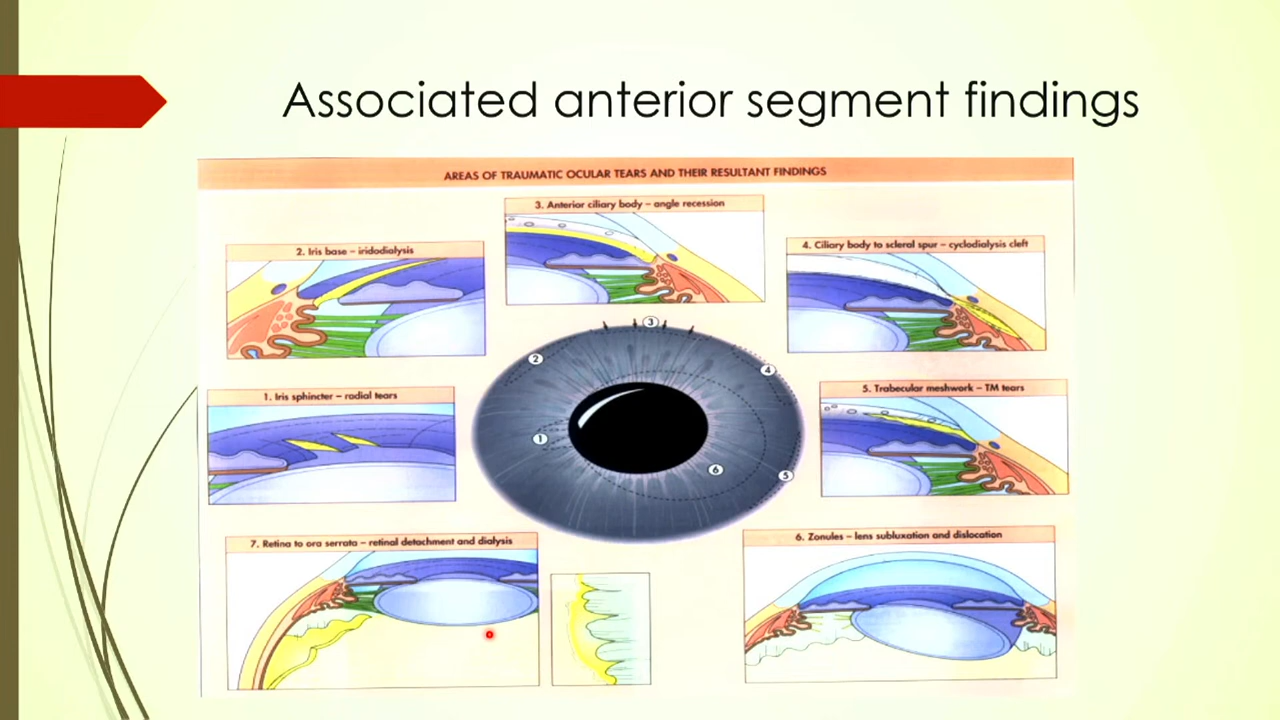 Associated anterior segment findings
AREAS OF TRAUMATIC OCULAR TEARS AND THEIR RESULTANT FINDINGS
3. Anterior ciliary body – angle recession
2. Iris base – iridodialysis
4. Ciliary body to scleral spur – cyclodialysis cleft
1. Iris sphincter – radial tears
5. Trabecular meshwork – TM tears
3
2
4
1
6
5
7. Retina to ora serrata – retinal detachment and dialysis
6. Zonules – lens subluxation and dislocation